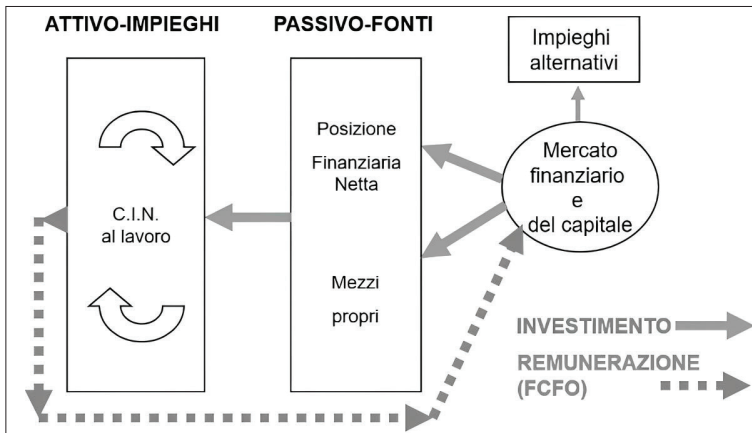 ATTIVO-IMPIEGHI
PASSIVO-FONTI
Impieghi
alternativi
Posizione
Finanziaria
Netta
Mercato
finanziario
e
del capitale
C.I.N.
al lavoro
Mezzi
propri
INVESTIMENTO
REMUNERAZIONE
(FCFO)